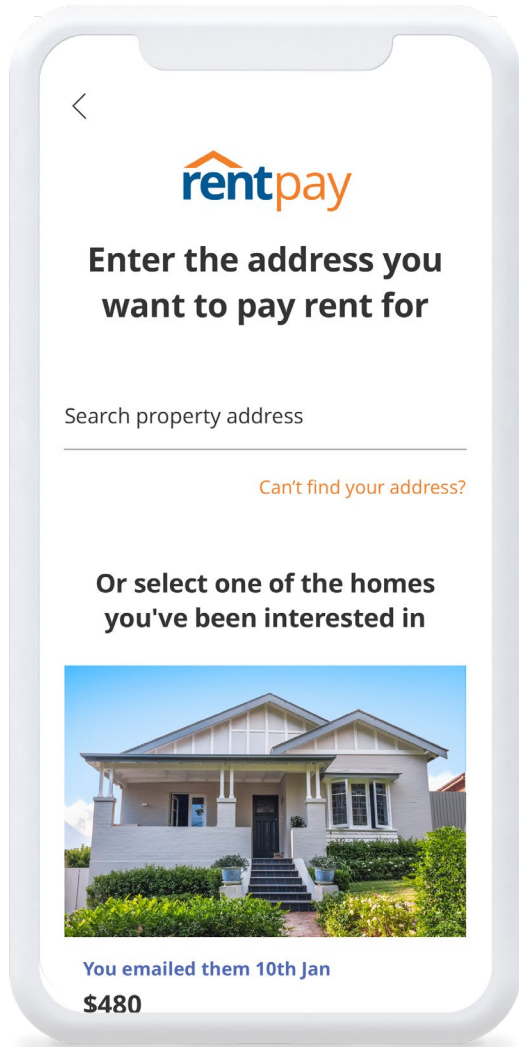 rentpay
Enter the address you
want to pay rent for
Search property address
Can’t find your address?
Or select one of the homes
you've been interested in
You emailed them 10th Jan
$480